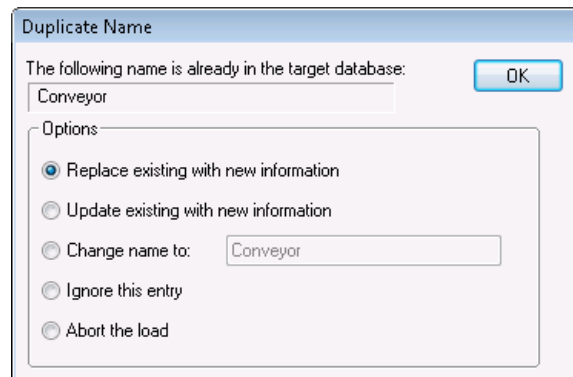 Duplicate Name
The following name is already in the target database:
OK
Conveyor
Options
Replace existing with new information
Update existing with new information
Change name to: Conveyor
Ignore this entry
Abort the load